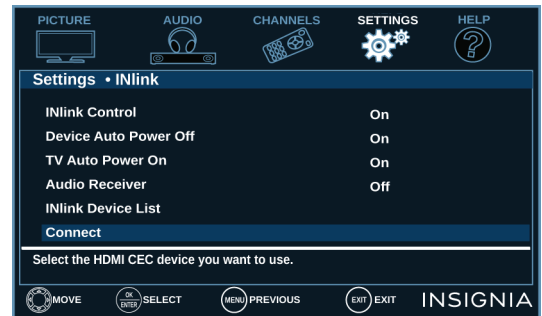 PICTURE AUDIO CHANNELS SETTINGS HELP
Settings • INlink
INlink Control On
Device Auto Power Off On
TV Auto Power On On
Audio Receiver Off
INlink Device List
Connect
Select the HDMI CEC device you want to use.
MOVE OK ENTER SELECT MENU PREVIOUS EXIT EXIT INSIGNIA